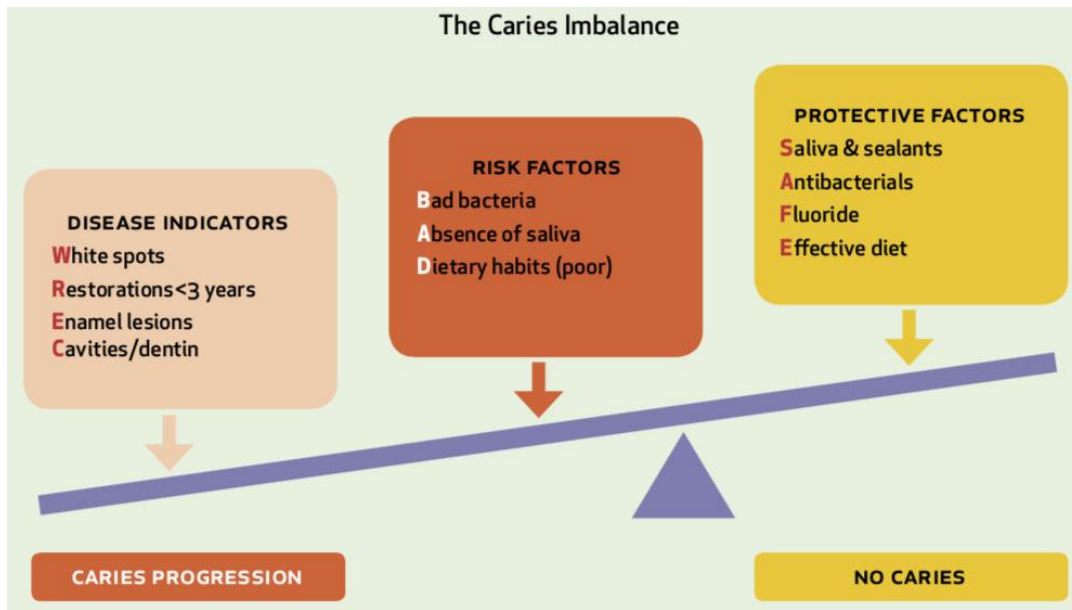 The Caries Imbalance
DISEASE INDICATORS
White spots
Restorations<3 years
Enamel lesions
Cavities/dentin
RISK FACTORS
Bad bacteria
Absence of saliva
Dietary habits (poor)
PROTECTIVE FACTORS
Saliva & sealants
Antibacterials
Fluoride
Effective diet
CARIES PROGRESSION
NO CARIES